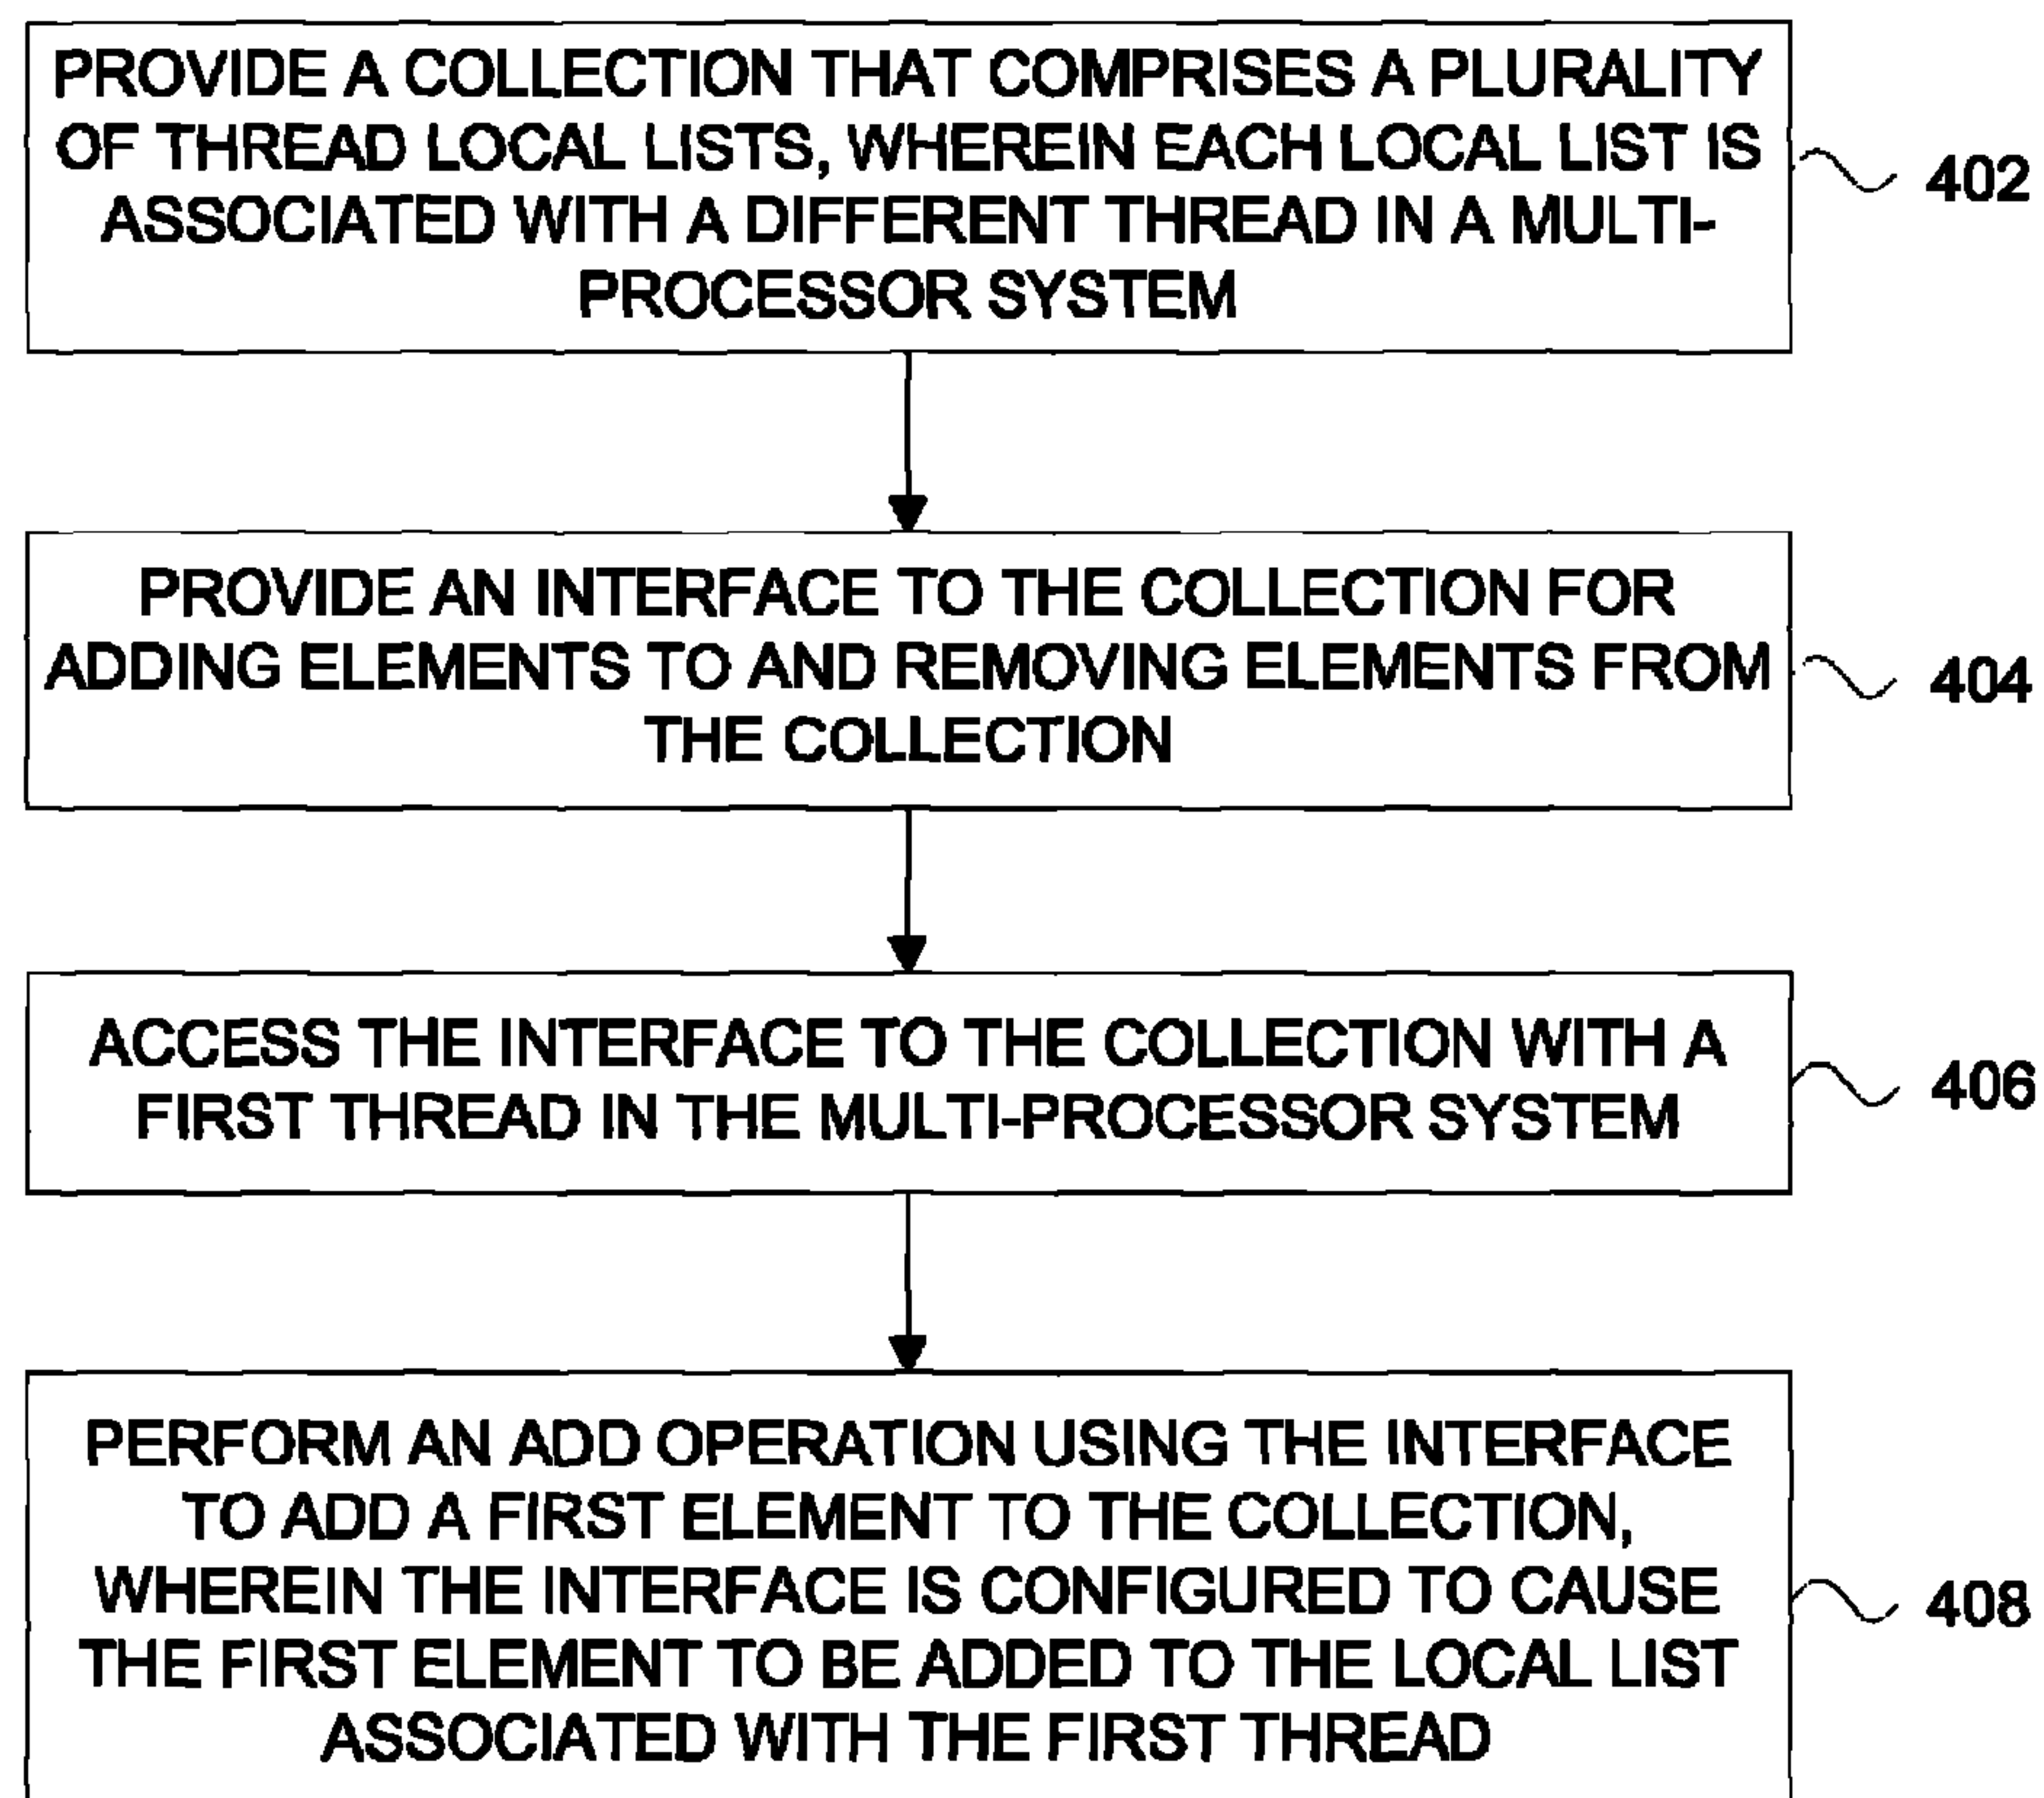 PROVIDE A COLLECTION THAT COMPRISES A PLURALITY
OF THREAD LOCAL LISTS, WHEREIN EACH LOCAL LIST IS
ASSOCIATED WITH A DIFFERENT THREAD IN A MULTI-
PROCESSOR SYSTEM
402
PROVIDE AN INTERFACE TO THE COLLECTION FOR
ADDING ELEMENTS TO AND REMOVING ELEMENTS FROM
THE COLLECTION
404
ACCESS THE INTERFACE TO THE COLLECTION WITH A
FIRST THREAD IN THE MULTI-PROCESSOR SYSTEM
406
PERFORM AN ADD OPERATION USING THE INTERFACE
TO ADD A FIRST ELEMENT TO THE COLLECTION,
WHEREIN THE INTERFACE IS CONFIGURED TO CAUSE
THE FIRST ELEMENT TO BE ADDED TO THE LOCAL LIST
ASSOCIATED WITH THE FIRST THREAD
408